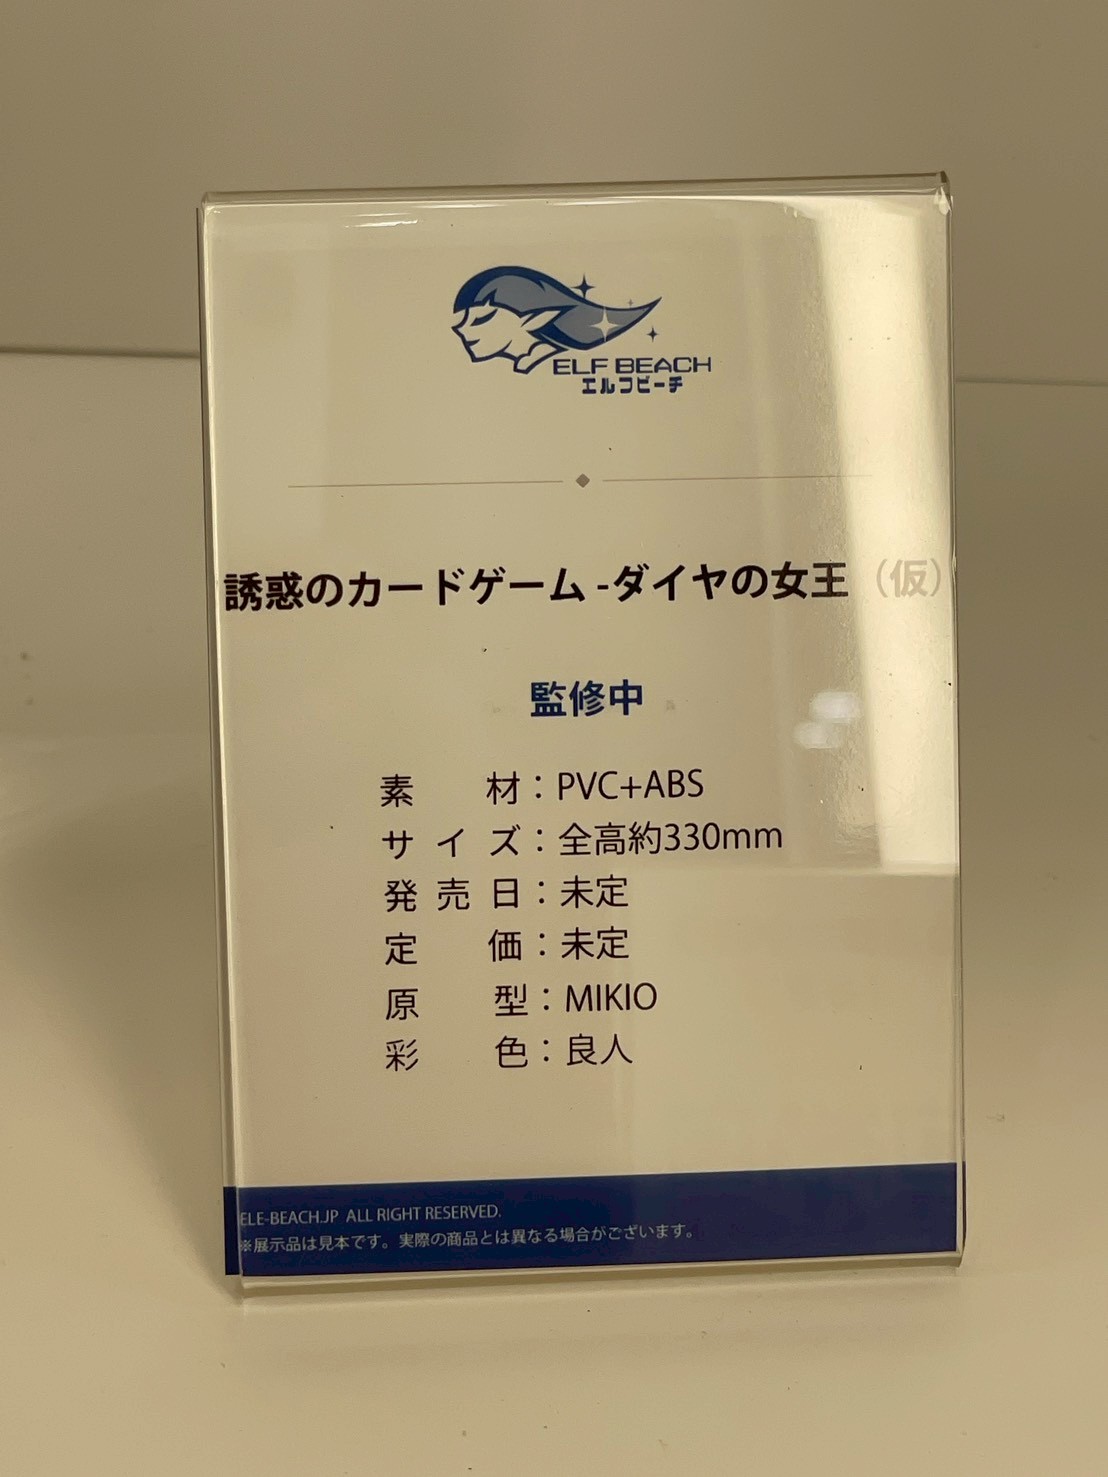 ELF BEACH
エルフビーチ
誘惑のカードゲーム -ダイヤの女王（仮）
監修中
素材：PVC+ABS
サイズ：全高約330mm
発売日：未定
定価：未定
原型：MIKIO
彩色：良人
ELE-BEACH.JP ALL RIGHT RESERVED.
※展示品は見本です。実際の商品とは異なる場合がございます。